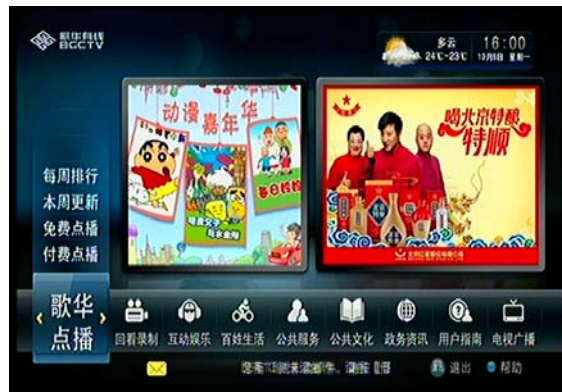 歌华有线
BGCTV
多云
16:00
24℃-23℃
动漫嘉年华
每日妈妈
喝北京特酿
特顺
每周排行
本周更新
免费点播
付费点播
歌华
点播
回看录制 互动娱乐 百姓生活 公共服务 公共文化 政务资讯 用户指南 电视广播
退出 帮助